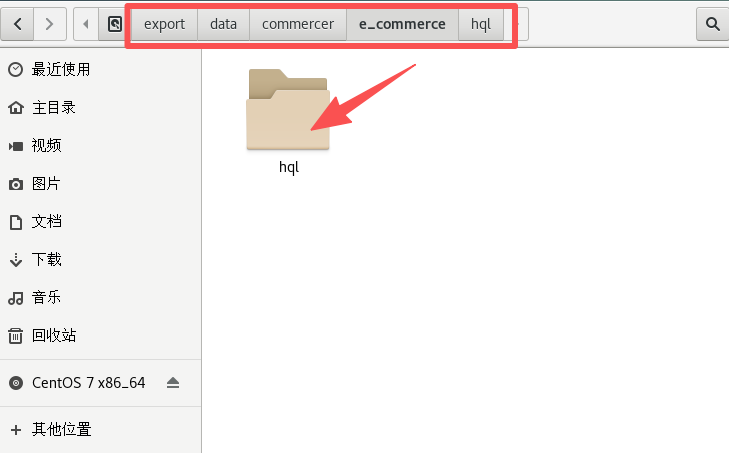 export data commercer e_commerce hql
最近使用
主目录
视频
图片
文档
下载
音乐
回收站
CentOS 7 x86_64
其他位置
hql